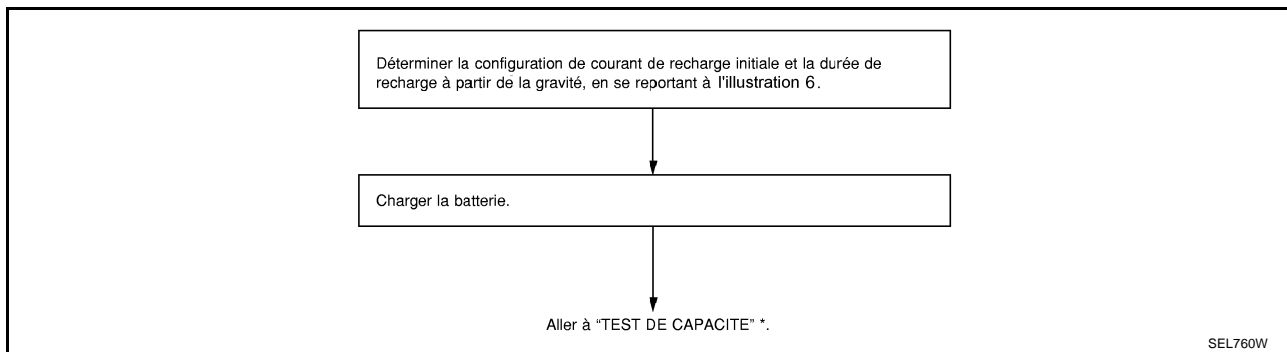 Déterminer la configuration de courant de recharge initiale et la durée de
recharge à partir de la gravité, en se reportant à l'illustration 6.
Charger la batterie.
Aller à “TEST DE CAPACITE” *.
SEL760W